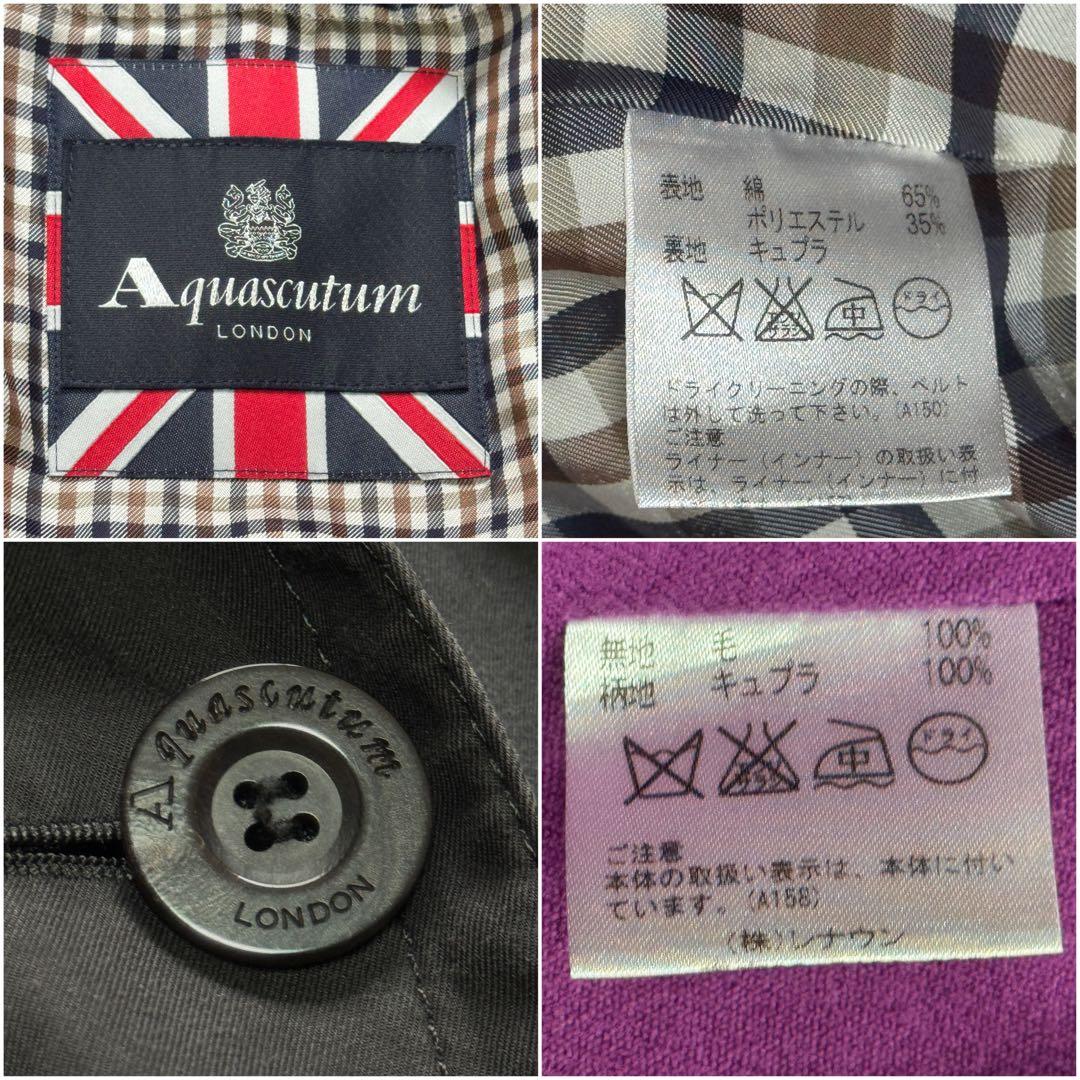 Aquascutum
LONDON
表地 綿 65%
ポリエステル 35%
裏地 キュプラ
中 ドライ
ドライクリーニングの際、ベルト
は外して洗って下さい。(A150)
ご注意
ライナー(インナー)の取扱い表
示は、ライナー(インナー)に付
Aquascutum
LONDON
無地 毛 100%
柄地 キュプラ 100%
中 ドライ
ご注意
本体の取扱い表示は、本体に付い
ています。(A158)
(株)レナウン